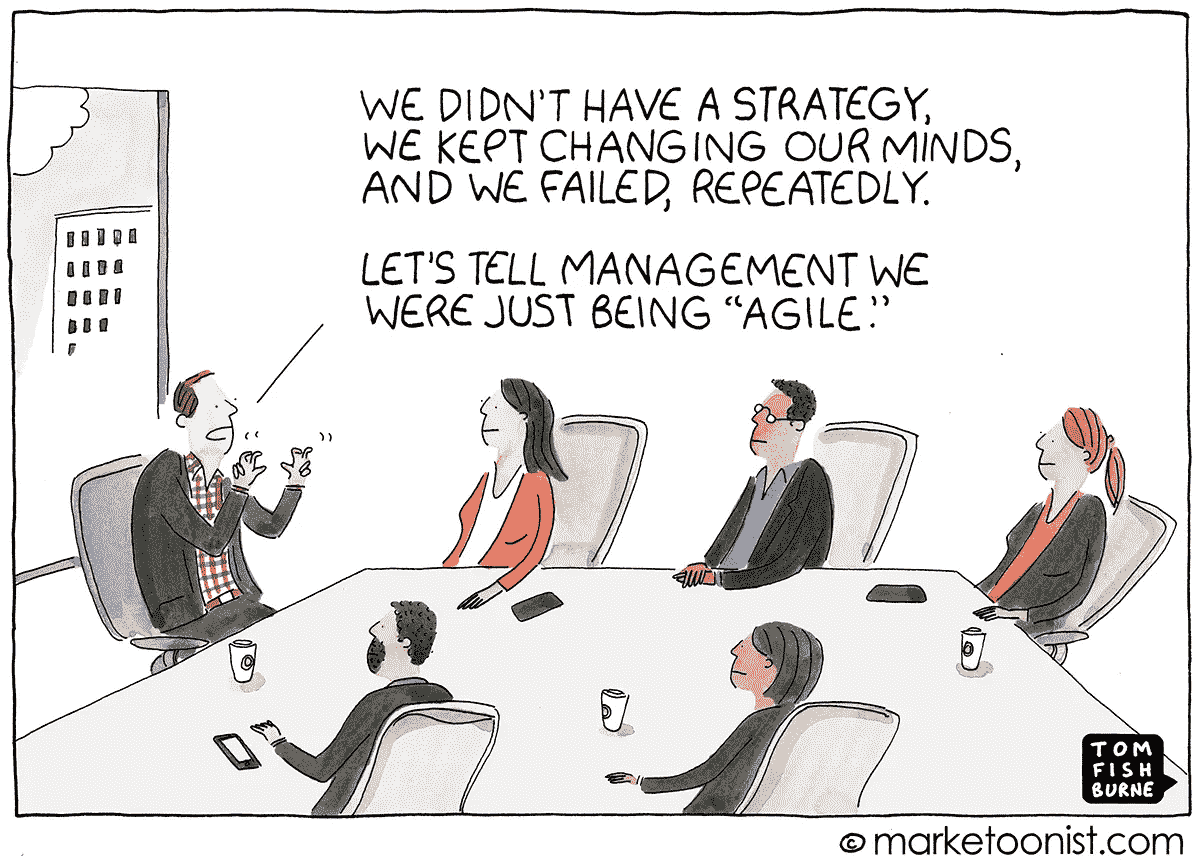 WE DIDN'T HAVE A STRATEGY,
WE KEPT CHANGING OUR MINDS,
AND WE FAILED, REPEATEDLY.
LET'S TELL MANAGEMENT WE
WERE JUST BEING "AGILE."
TOM
FISH
BURNE
© marketoonist.com